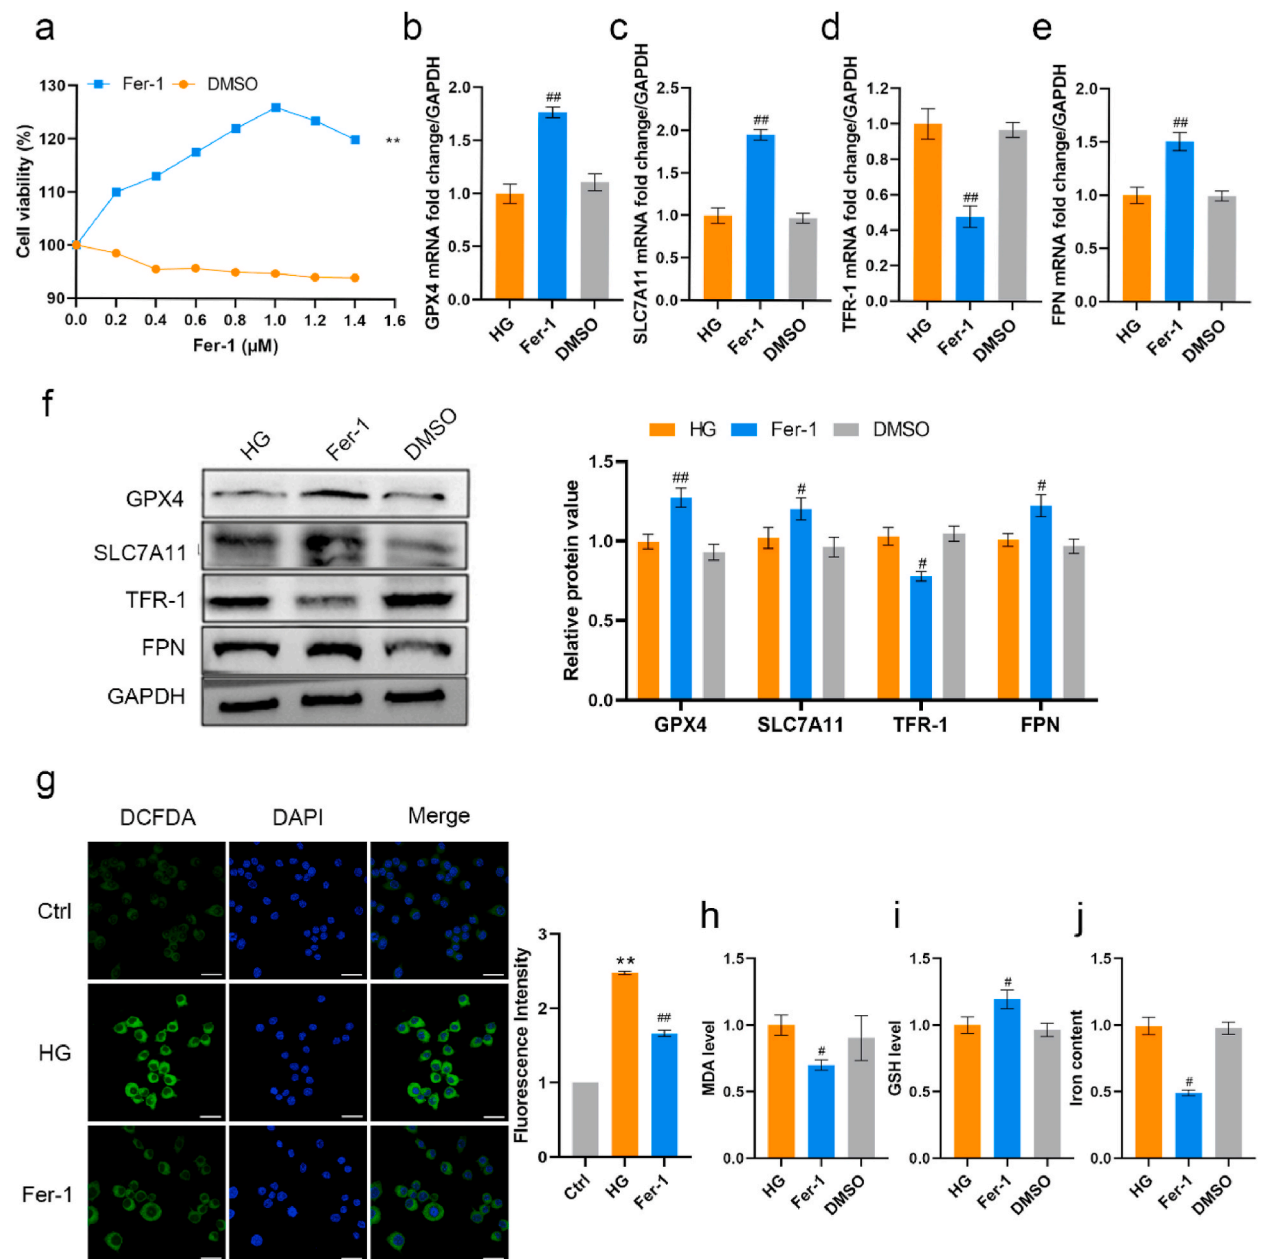 a
Fer-1 DMSO
Cell viability (%)
130
120
110
100
90
0.0 0.2 0.4 0.6 0.8 1.0 1.2 1.4 1.6
Fer-1 (μM)
**
b
GPX4 mRNA fold change/GAPDH
2.0
1.5
1.0
0.5
0.0
##
HG Fer-1 DMSO
c
SLC7A11 mRNA fold change/GAPDH
2.5
2.0
1.5
1.0
0.5
0.0
##
HG Fer-1 DMSO
d
TFR-1 mRNA fold change/GAPDH
1.2
1.0
0.8
0.6
0.4
0.2
0.0
##
HG Fer-1 DMSO
e
FPN mRNA fold change/GAPDH
2.0
1.5
1.0
0.5
0.0
##
HG Fer-1 DMSO
f
HG Fer-1 DMSO
GPX4
SLC7A11
TFR-1
FPN
GAPDH
HG Fer-1 DMSO
Relative protein value
1.5
1.0
0.5
0.0
## # # #
GPX4 SLC7A11 TFR-1 FPN
g
DCFDA DAPI Merge
Ctrl
HG
Fer-1
Fluorescence Intensity
3
2
1
0
** ##
Ctrl HG Fer-1
h
MDA level
1.5
1.0
0.5
0.0
#
HG Fer-1 DMSO
i
GSH level
1.5
1.0
0.5
0.0
#
HG Fer-1 DMSO
j
Iron content
1.5
1.0
0.5
0.0
#
HG Fer-1 DMSO